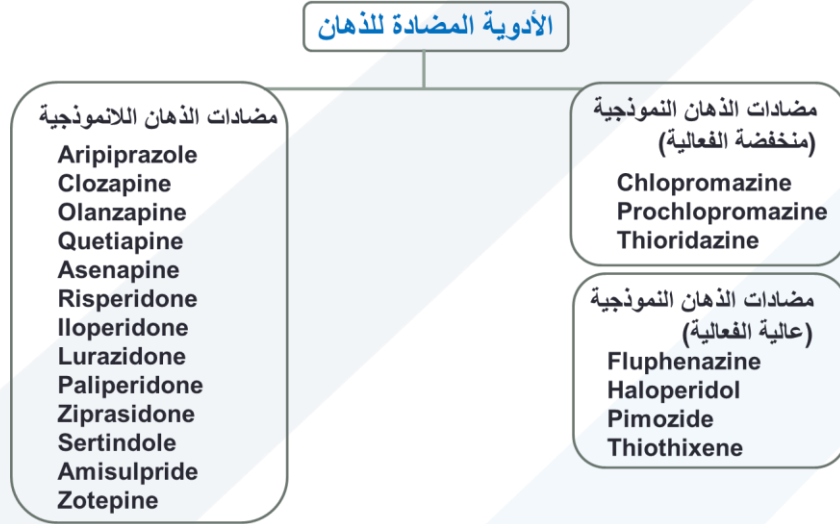 الأدوية المضادة للذهان
مضادات الذهان النموذجية
(منخفضة الفعالية)
Chlopromazine
Prochlopromazine
Thioridazine
مضادات الذهان النموذجية
(عالية الفعالية)
Fluphenazine
Haloperidol
Pimozide
Thiothixene
مضادات الذهان اللانموذجية
Aripiprazole
Clozapine
Olanzapine
Quetiapine
Asenapine
Risperidone
Iloperidone
Lurazidone
Paliperidone
Ziprasidone
Sertindole
Amisulpride
Zotepine